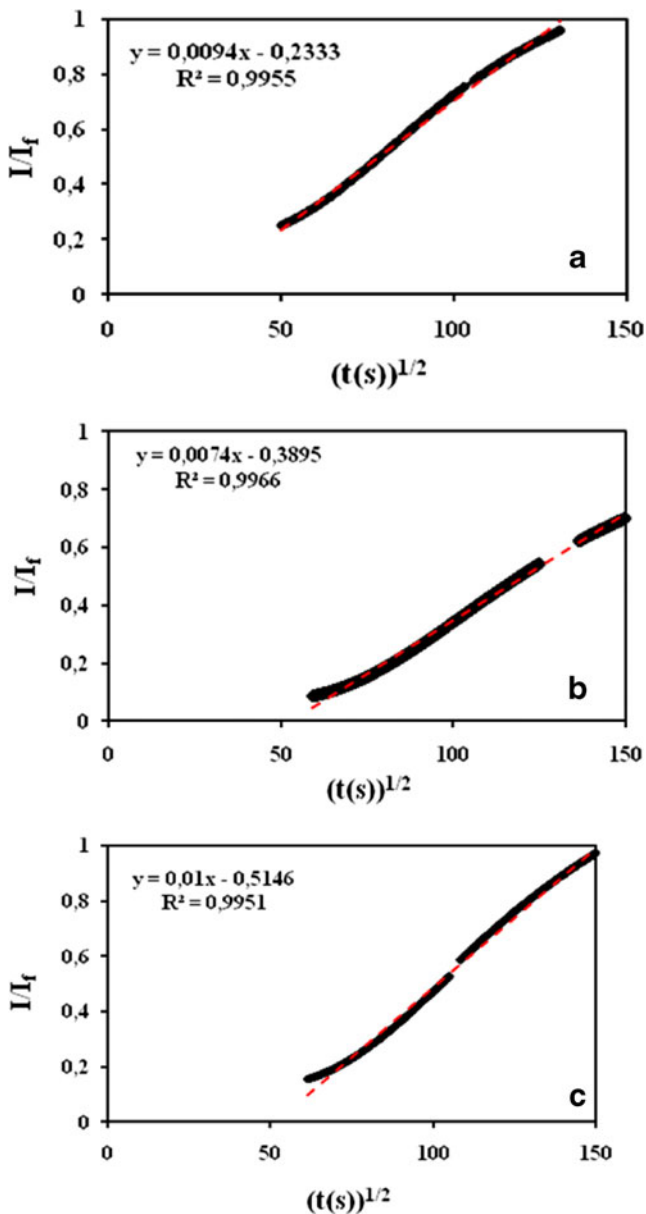 y = 0,0094x - 0,2333
R² = 0,9955
1
0,8
0,6
0,4
0,2
0
I/If
a
0 50 100 150
(t(s))1/2
y = 0,0074x - 0,3895
R² = 0,9966
1
0,8
0,6
0,4
0,2
0
I/If
b
0 50 100 150
(t(s))1/2
y = 0,01x - 0,5146
R² = 0,9951
1
0,8
0,6
0,4
0,2
0
I/If
c
0 50 100 150
(t(s))1/2